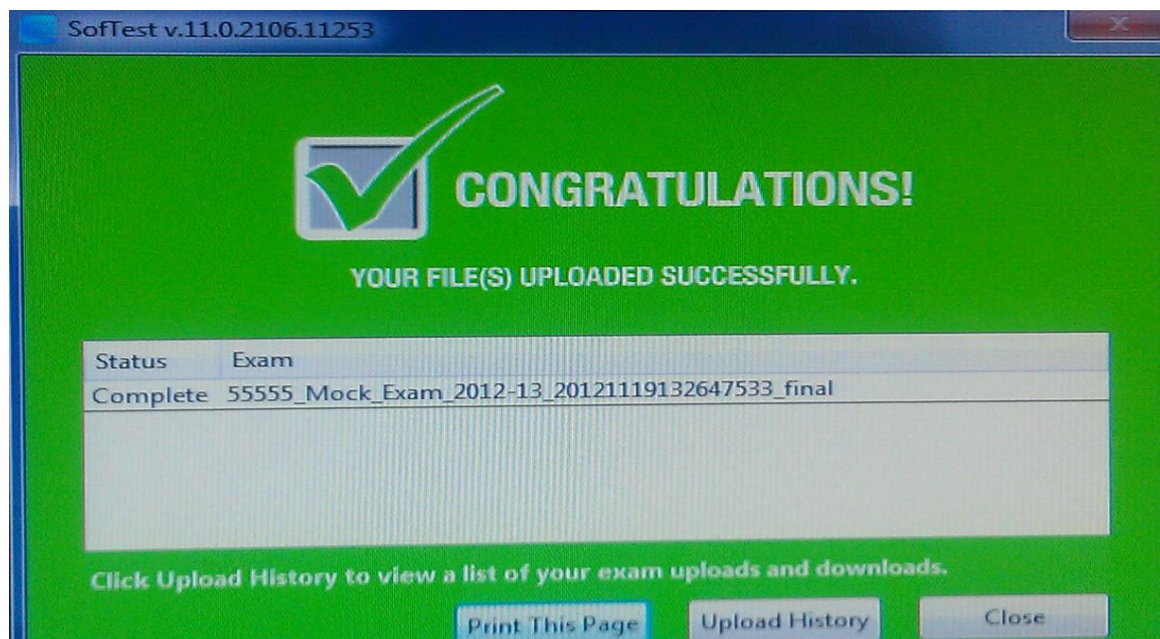 SofTest v.11.0.2106.11253
CONGRATULATIONS!
YOUR FILE(S) UPLOADED SUCCESSFULLY.
Status Exam
Complete 55555_Mock_Exam_2012-13_20121119132647533_final
Click Upload History to view a list of your exam uploads and downloads.
Print This Page Upload History Close